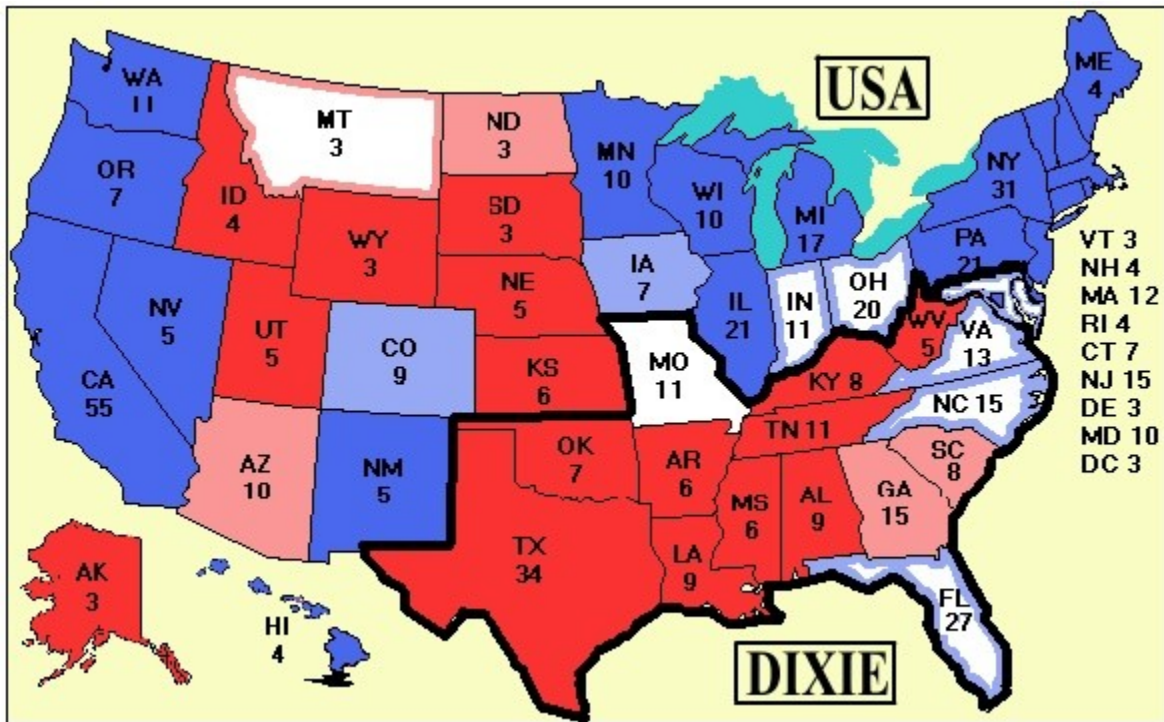 WA
11
OR
7
CA
55
NV
5
ID
4
MT
3
WY
3
UT
5
AZ
10
CO
9
NM
5
ND
3
SD
3
NE
5
KS
6
MN
10
IA
7
MO
11
WI
10
IL
21
MI
17
IN
11
OH
20
USA
ME
4
NY
31
PA
21
VT 3
NH 4
MA 12
RI 4
CT 7
NJ 15
DE 3
MD 10
DC 3
WV
5
VA
13
KY 8
NC 15
TN 11
SC
8
OK
7
AR
6
MS
6
AL
9
GA
15
TX
34
LA
9
FL
27
AK
3
HI
4
DIXIE